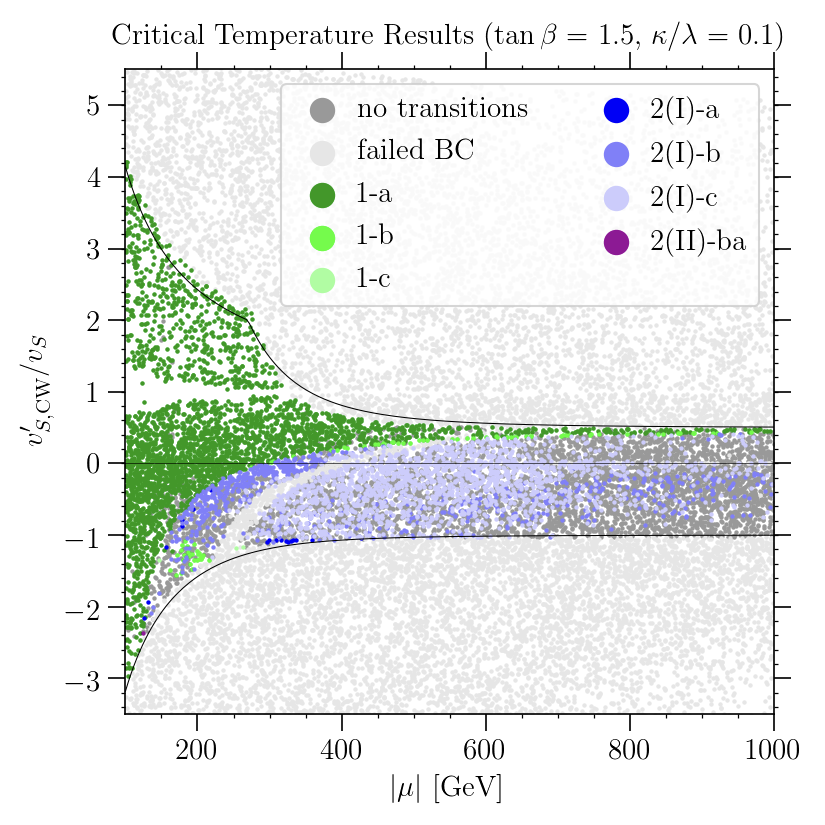 Critical Temperature Results (tan β = 1.5, κ/λ = 0.1)
no transitions
failed BC
1-a
1-b
1-c
2(I)-a
2(I)-b
2(I)-c
2(II)-ba
5
4
3
2
1
0
−1
−2
−3
v′S,CW/vS
200
400
600
800
1000
|μ| [GeV]